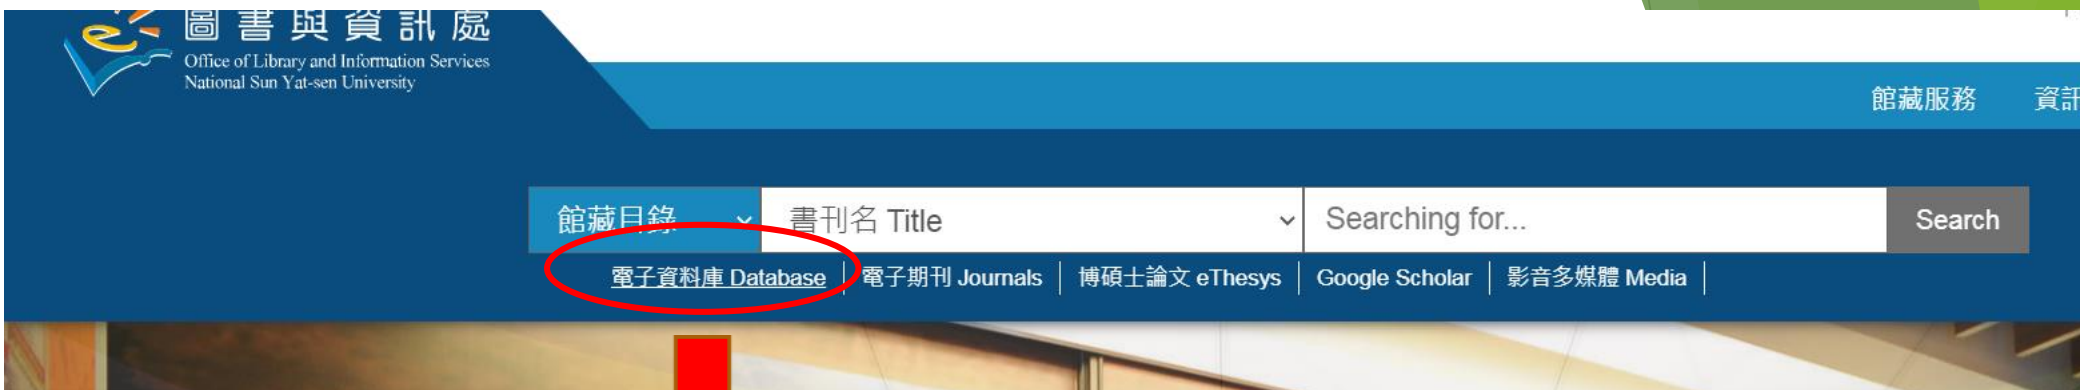 圖書與資訊處
Office of Library and Information Services
National Sun Yat-sen University
館藏服務 資訊
館藏目錄 書刊名 Title Searching for... Search
電子資料庫 Database 電子期刊 Journals 博碩士論文 eThesys Google Scholar 影音多媒體 Media